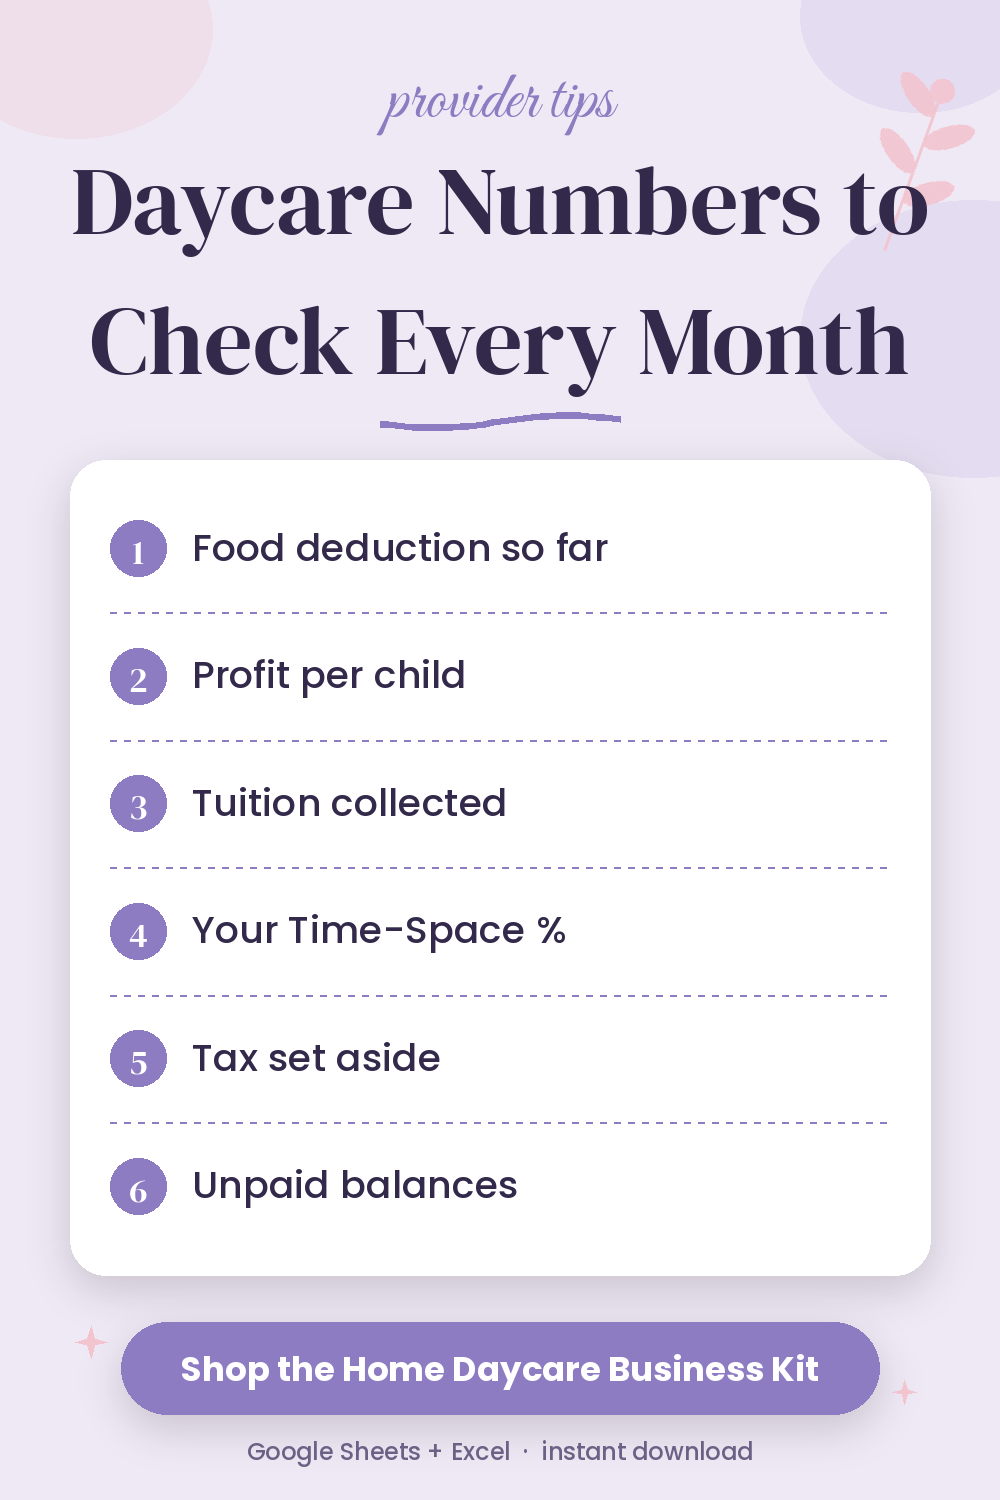 provider tips
Daycare Numbers to
Check Every Month
1 Food deduction so far
2 Profit per child
3 Tuition collected
4 Your Time-Space %
5 Tax set aside
6 Unpaid balances
Shop the Home Daycare Business Kit
Google Sheets + Excel · instant download